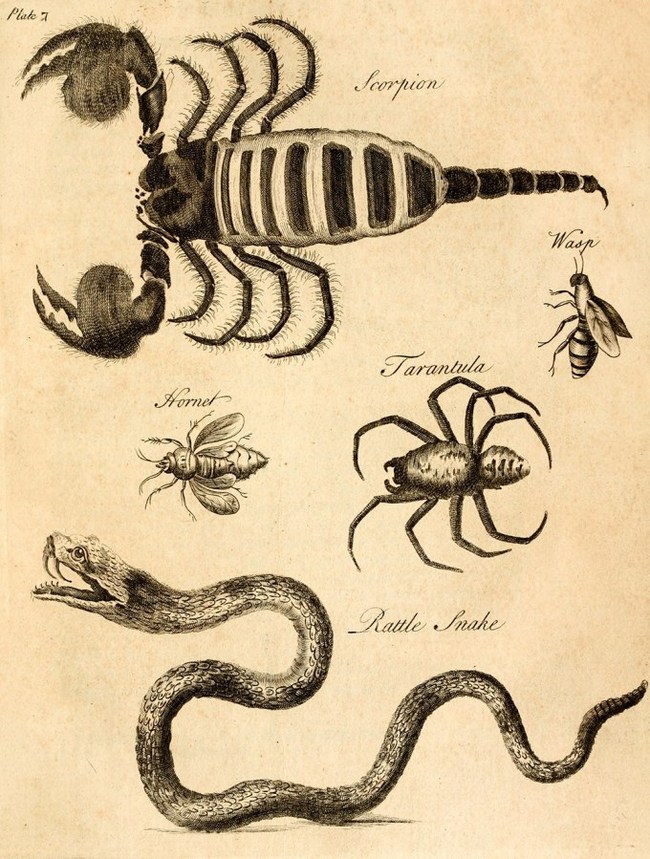 Plate 7
Scorpion
Wasp
Tarantula
Hornet
Rattle Snake